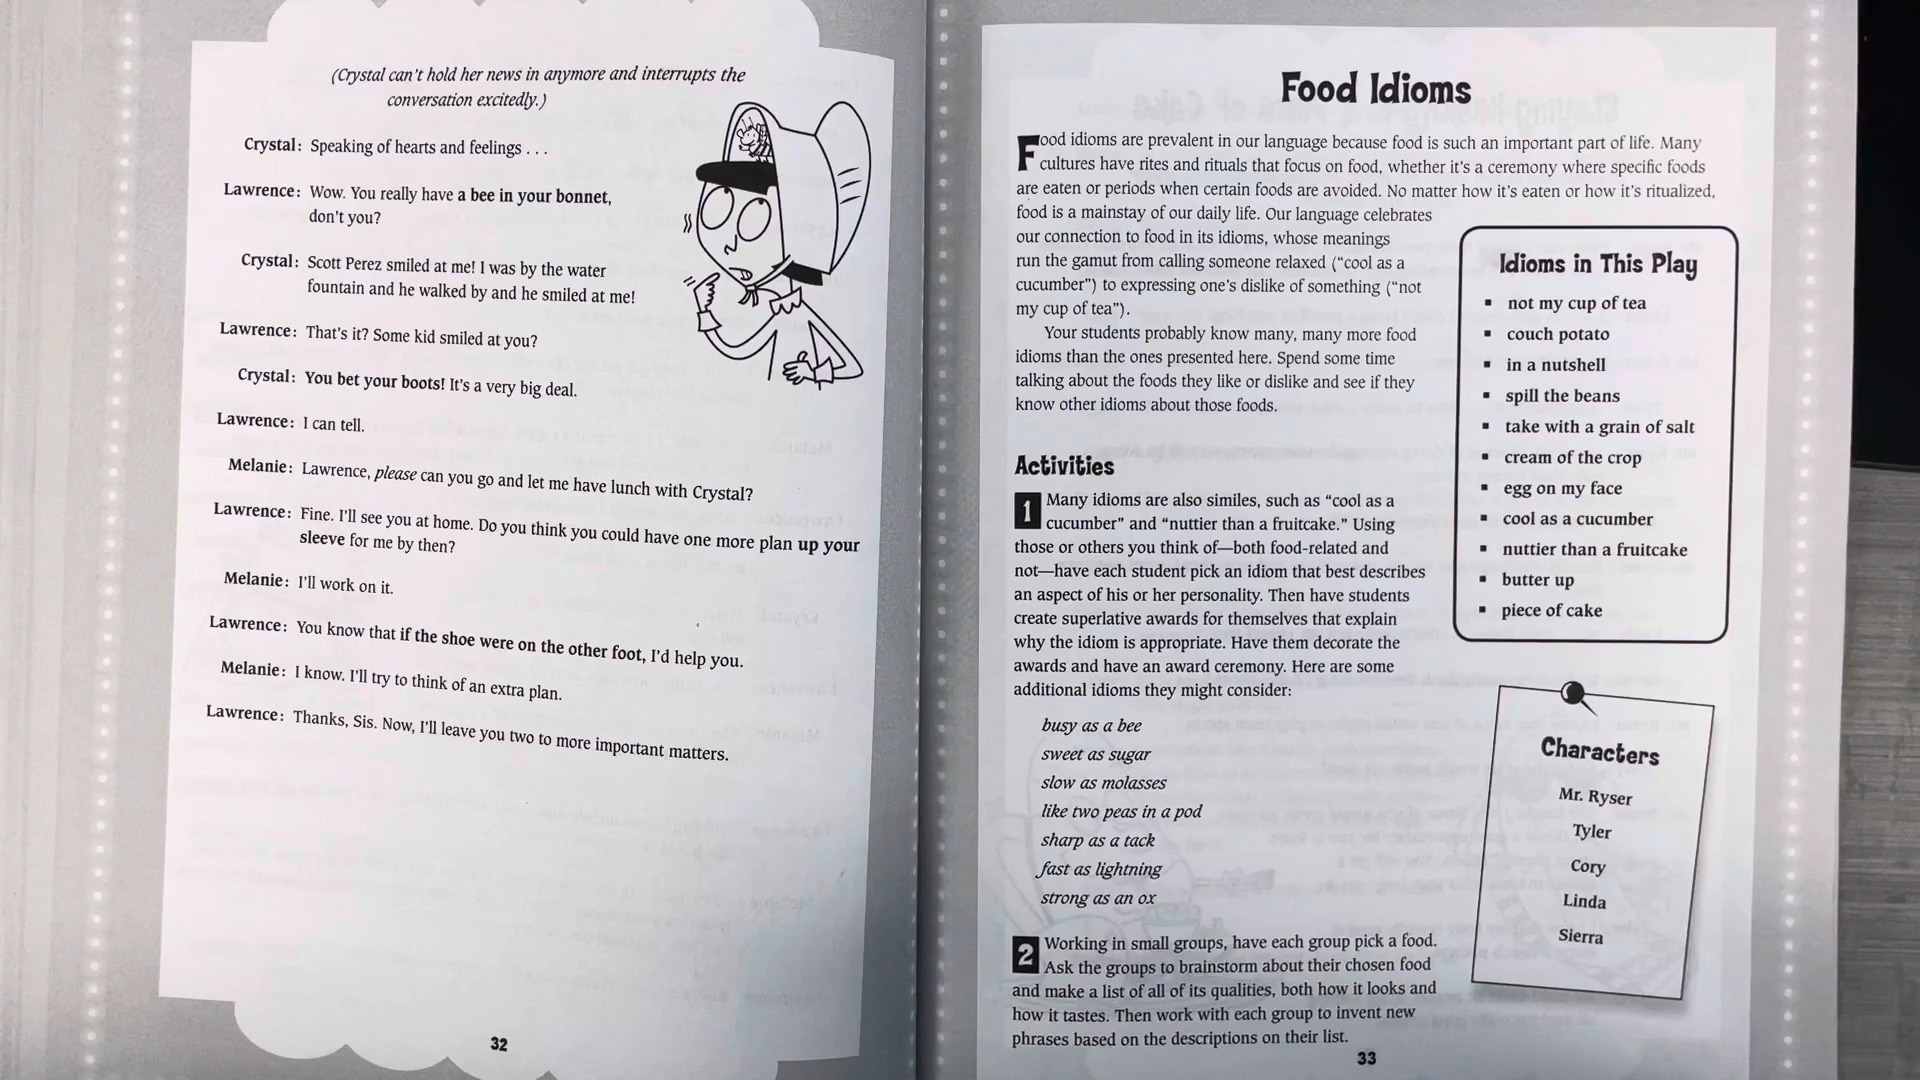 (Crystal can't hold her news in anymore and interrupts the
conversation excitedly.)
Crystal: Speaking of hearts and feelings . . .
Lawrence: Wow. You really have a bee in your bonnet,
don't you?
Crystal: Scott Perez smiled at me! I was by the water
fountain and he walked by and he smiled at me!
Lawrence: That's it? Some kid smiled at you?
Crystal: You bet your boots! It's a very big deal.
Lawrence: I can tell.
Melanie: Lawrence, please can you go and let me have lunch with Crystal?
Lawrence: Fine. I'll see you at home. Do you think you could have one more plan up your
sleeve for me by then?
Melanie: I'll work on it.
Lawrence: You know that if the shoe were on the other foot, I'd help you.
Melanie: I know. I'll try to think of an extra plan.
Lawrence: Thanks, Sis. Now, I'll leave you two to more important matters.
32
Food Idioms
Food idioms are prevalent in our language because food is such an important part of life. Many
cultures have rites and rituals that focus on food, whether it's a ceremony where specific foods
are eaten or periods when certain foods are avoided. No matter how it's eaten or how it's ritualized,
food is a mainstay of our daily life. Our language celebrates
our connection to food in its idioms, whose meanings
run the gamut from calling someone relaxed (“cool as a
cucumber”) to expressing one's dislike of something (“not
my cup of tea”).
Your students probably know many, many more food
idioms than the ones presented here. Spend some time
talking about the foods they like or dislike and see if they
know other idioms about those foods.
Activities
1 Many idioms are also similes, such as “cool as a
cucumber” and “nuttier than a fruitcake.” Using
those or others you think of—both food-related and
not—have each student pick an idiom that best describes
an aspect of his or her personality. Then have students
create superlative awards for themselves that explain
why the idiom is appropriate. Have them decorate the
awards and have an award ceremony. Here are some
additional idioms they might consider:
busy as a bee
sweet as sugar
slow as molasses
like two peas in a pod
sharp as a tack
fast as lightning
strong as an ox
2 Working in small groups, have each group pick a food.
Ask the groups to brainstorm about their chosen food
and make a list of all of its qualities, both how it looks and
how it tastes. Then work with each group to invent new
phrases based on the descriptions on their list.
Idioms in This Play
▪ not my cup of tea
▪ couch potato
▪ in a nutshell
▪ spill the beans
▪ take with a grain of salt
▪ cream of the crop
▪ egg on my face
▪ cool as a cucumber
▪ nuttier than a fruitcake
▪ butter up
▪ piece of cake
Characters
Mr. Ryser
Tyler
Cory
Linda
Sierra
33